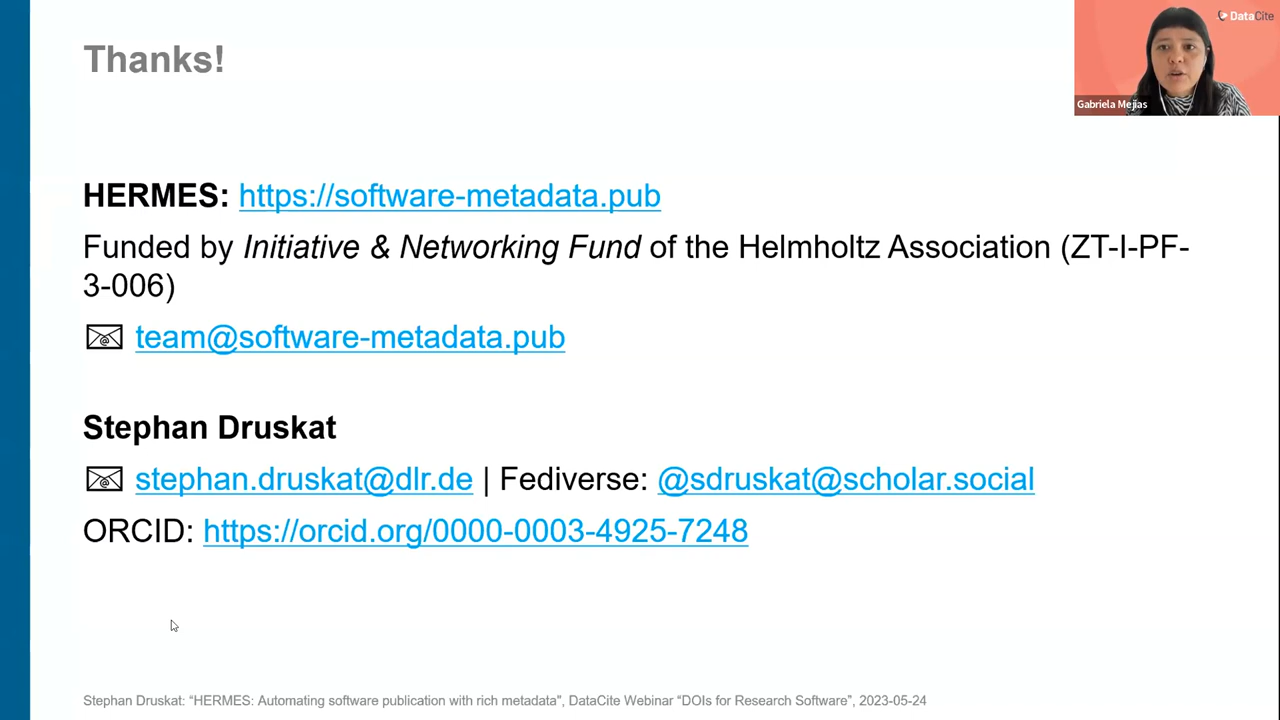 Thanks!
DataCite
Gabriela Mejías
HERMES: https://software-metadata.pub
Funded by Initiative & Networking Fund of the Helmholtz Association (ZT-I-PF-
3-006)
team@software-metadata.pub
Stephan Druskat
stephan.druskat@dlr.de | Fediverse: @sdruskat@scholar.social
ORCID: https://orcid.org/0000-0003-4925-7248
Stephan Druskat: “HERMES: Automating software publication with rich metadata”, DataCite Webinar “DOIs for Research Software”, 2023-05-24